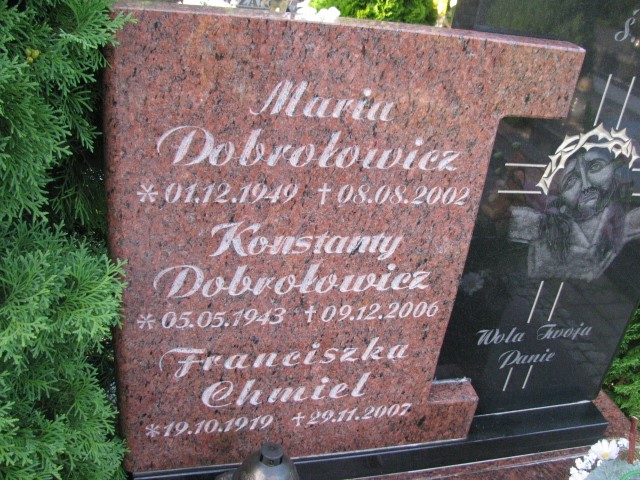 Maria
Dobrołowicz
* 01.12.1949 † 08.08.2002
Konstanty
Dobrołowicz
* 05.05.1943 † 09.12.2006
Franciszka
Chmiel
* 19.10.1919 † 29.11.2007
Wola Twoja
Panie